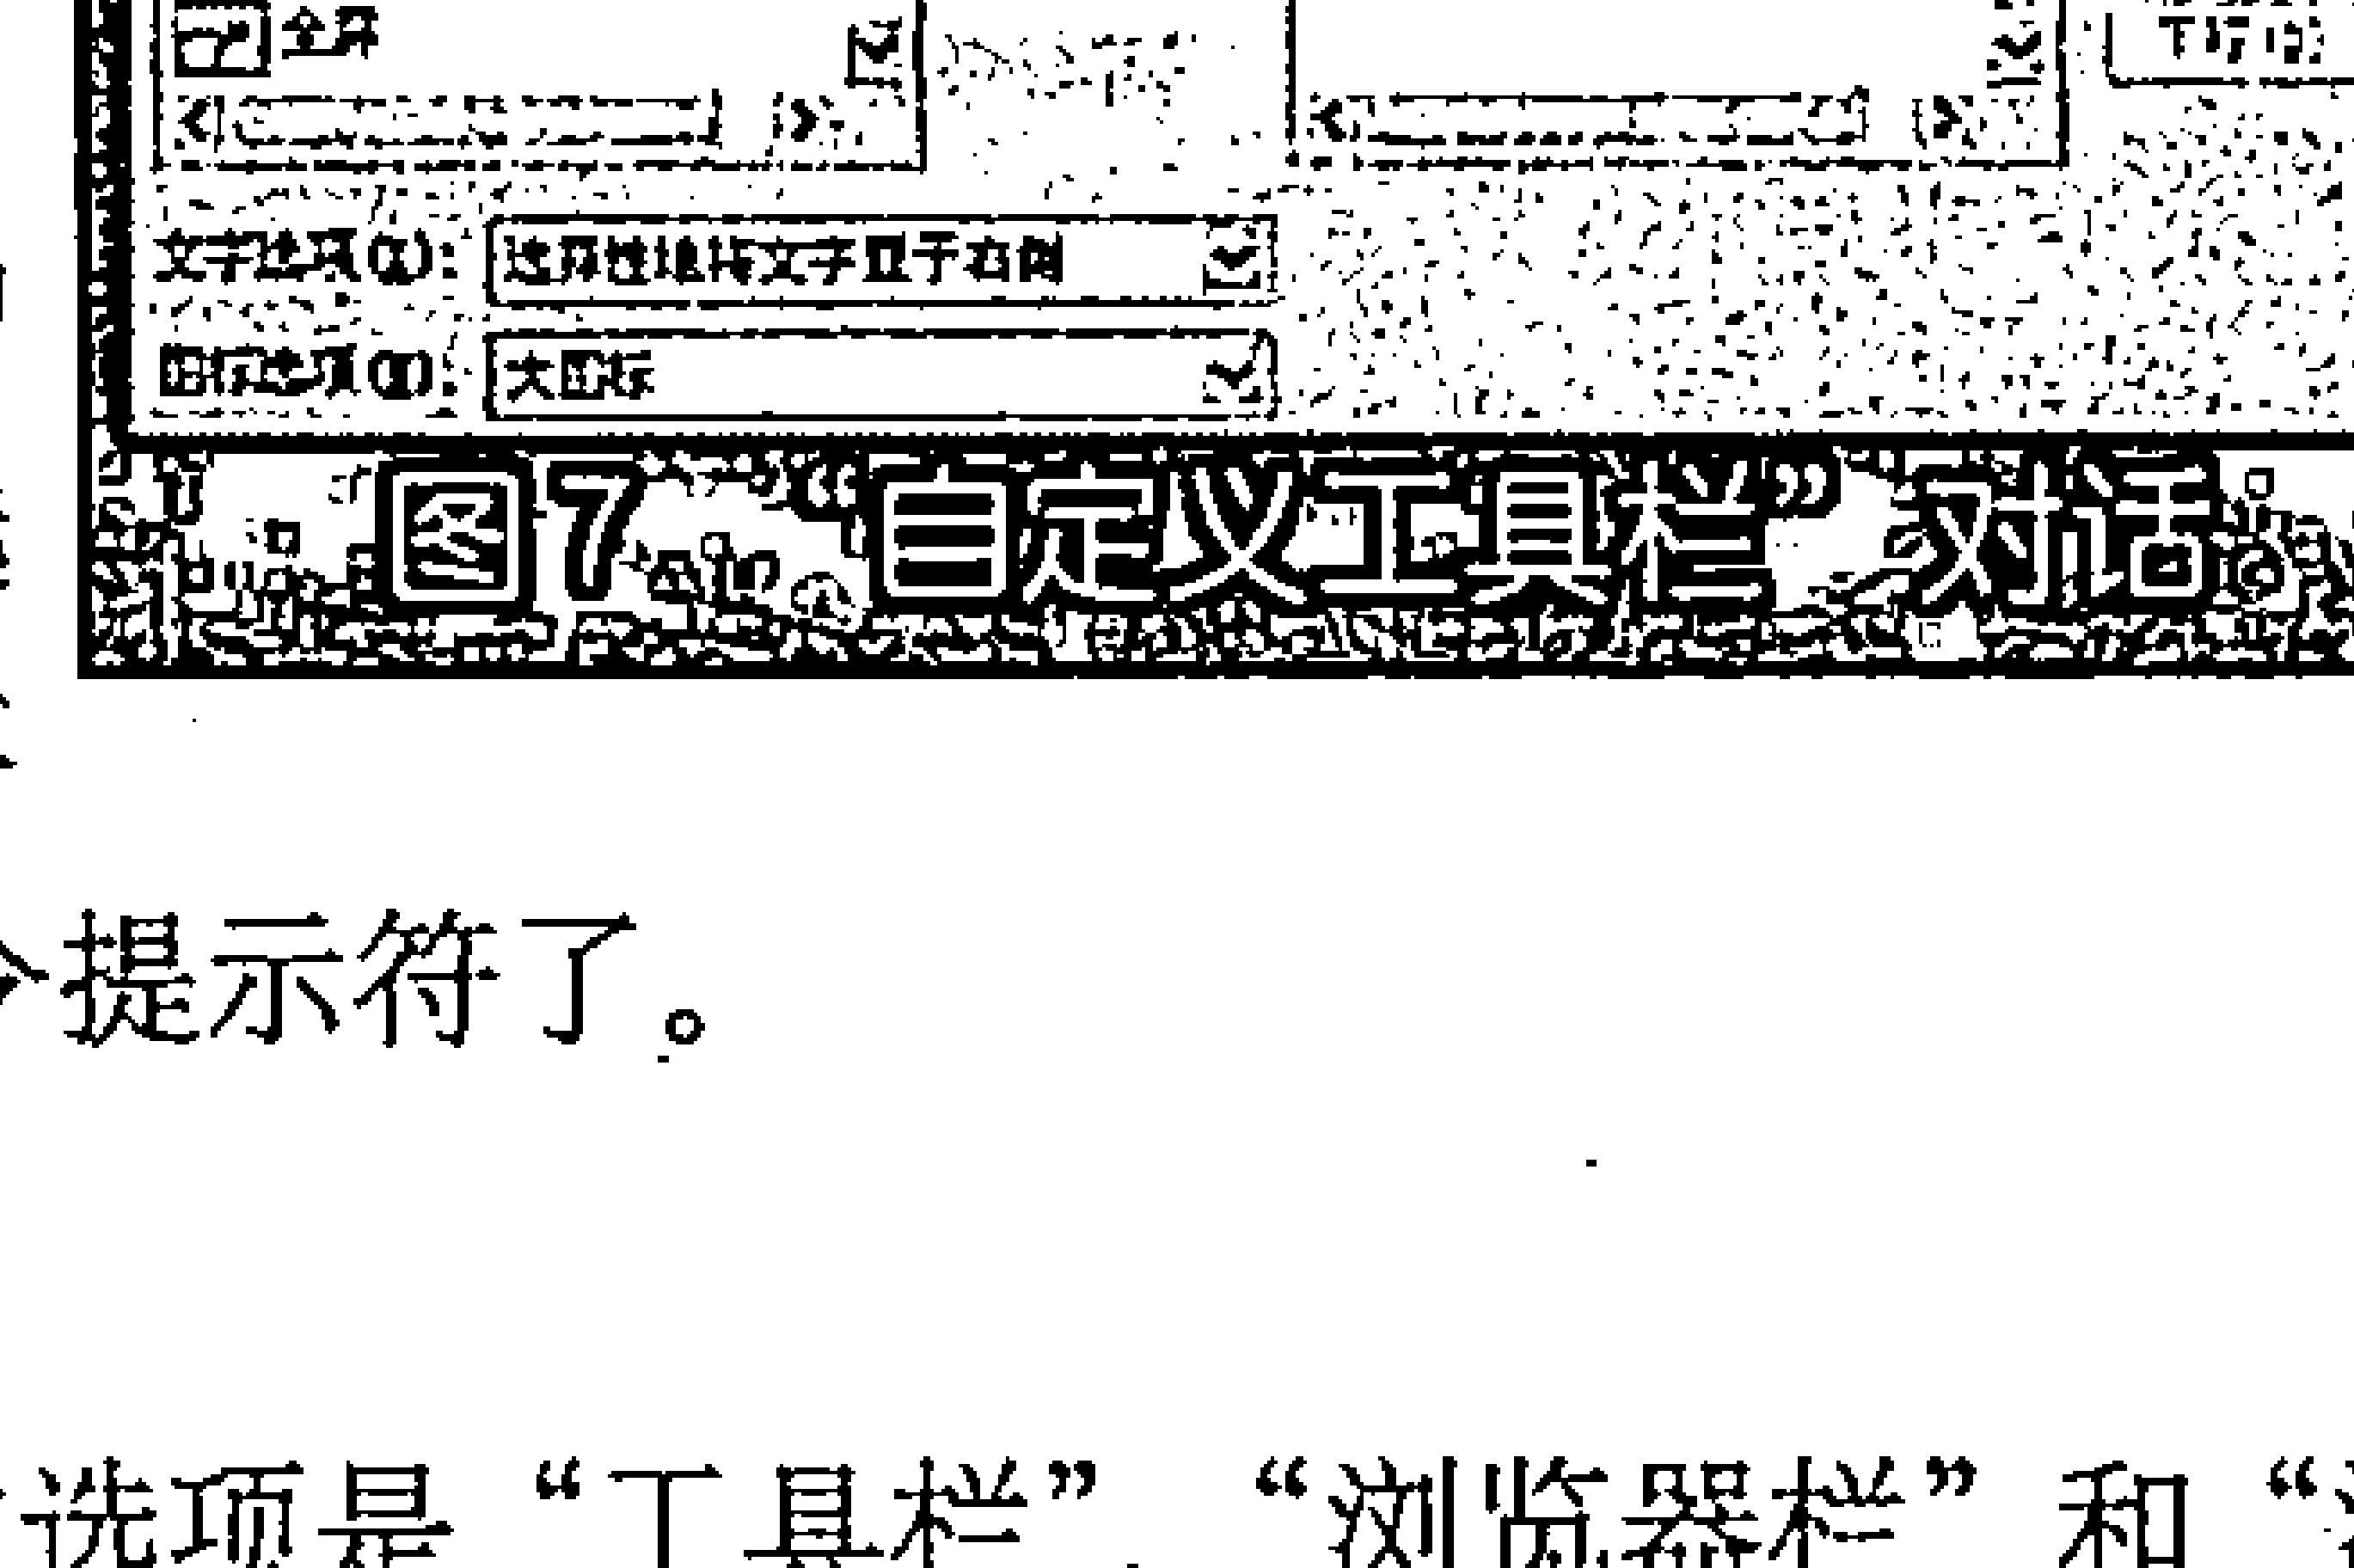 全屏
文字选项(X): 选择性地将文字置于右侧
图标选项(O): 大图标
图7 “自定义工具栏” 对话
提示符了。
选项是“工具栏”、“浏览器栏”和“